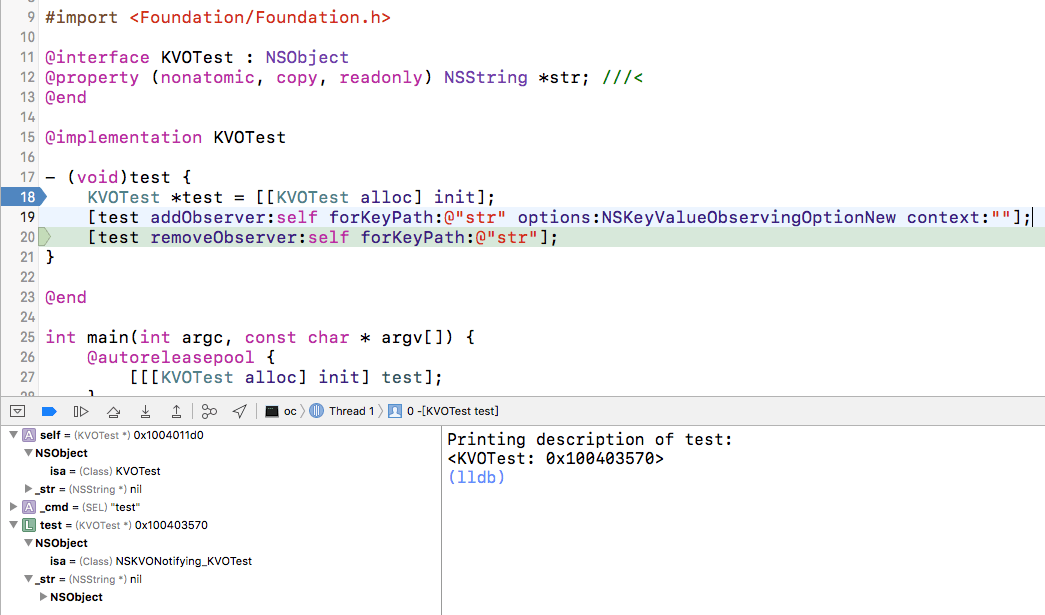 9 #import <Foundation/Foundation.h>
10
11 @interface KVOTest : NSObject
12 @property (nonatomic, copy, readonly) NSString *str; ///<
13 @end
14
15 @implementation KVOTest
16
17 - (void)test {
18 KVOTest *test = [[KVOTest alloc] init];
19 [test addObserver:self forKeyPath:@"str" options:NSKeyValueObservingOptionNew context:""];
20 [test removeObserver:self forKeyPath:@"str"];
21 }
22
23 @end
24
25 int main(int argc, const char * argv[]) {
26 @autoreleasepool {
27 [[[KVOTest alloc] init] test];
oc Thread 1 0 -[KVOTest test]
A self = (KVOTest *) 0x1004011d0
NSObject
isa = (Class) KVOTest
_str = (NSString *) nil
A _cmd = (SEL) "test"
L test = (KVOTest *) 0x100403570
NSObject
isa = (Class) NSKVONotifying_KVOTest
_str = (NSString *) nil
NSObject
Printing description of test:
<KVOTest: 0x100403570>
(lldb)